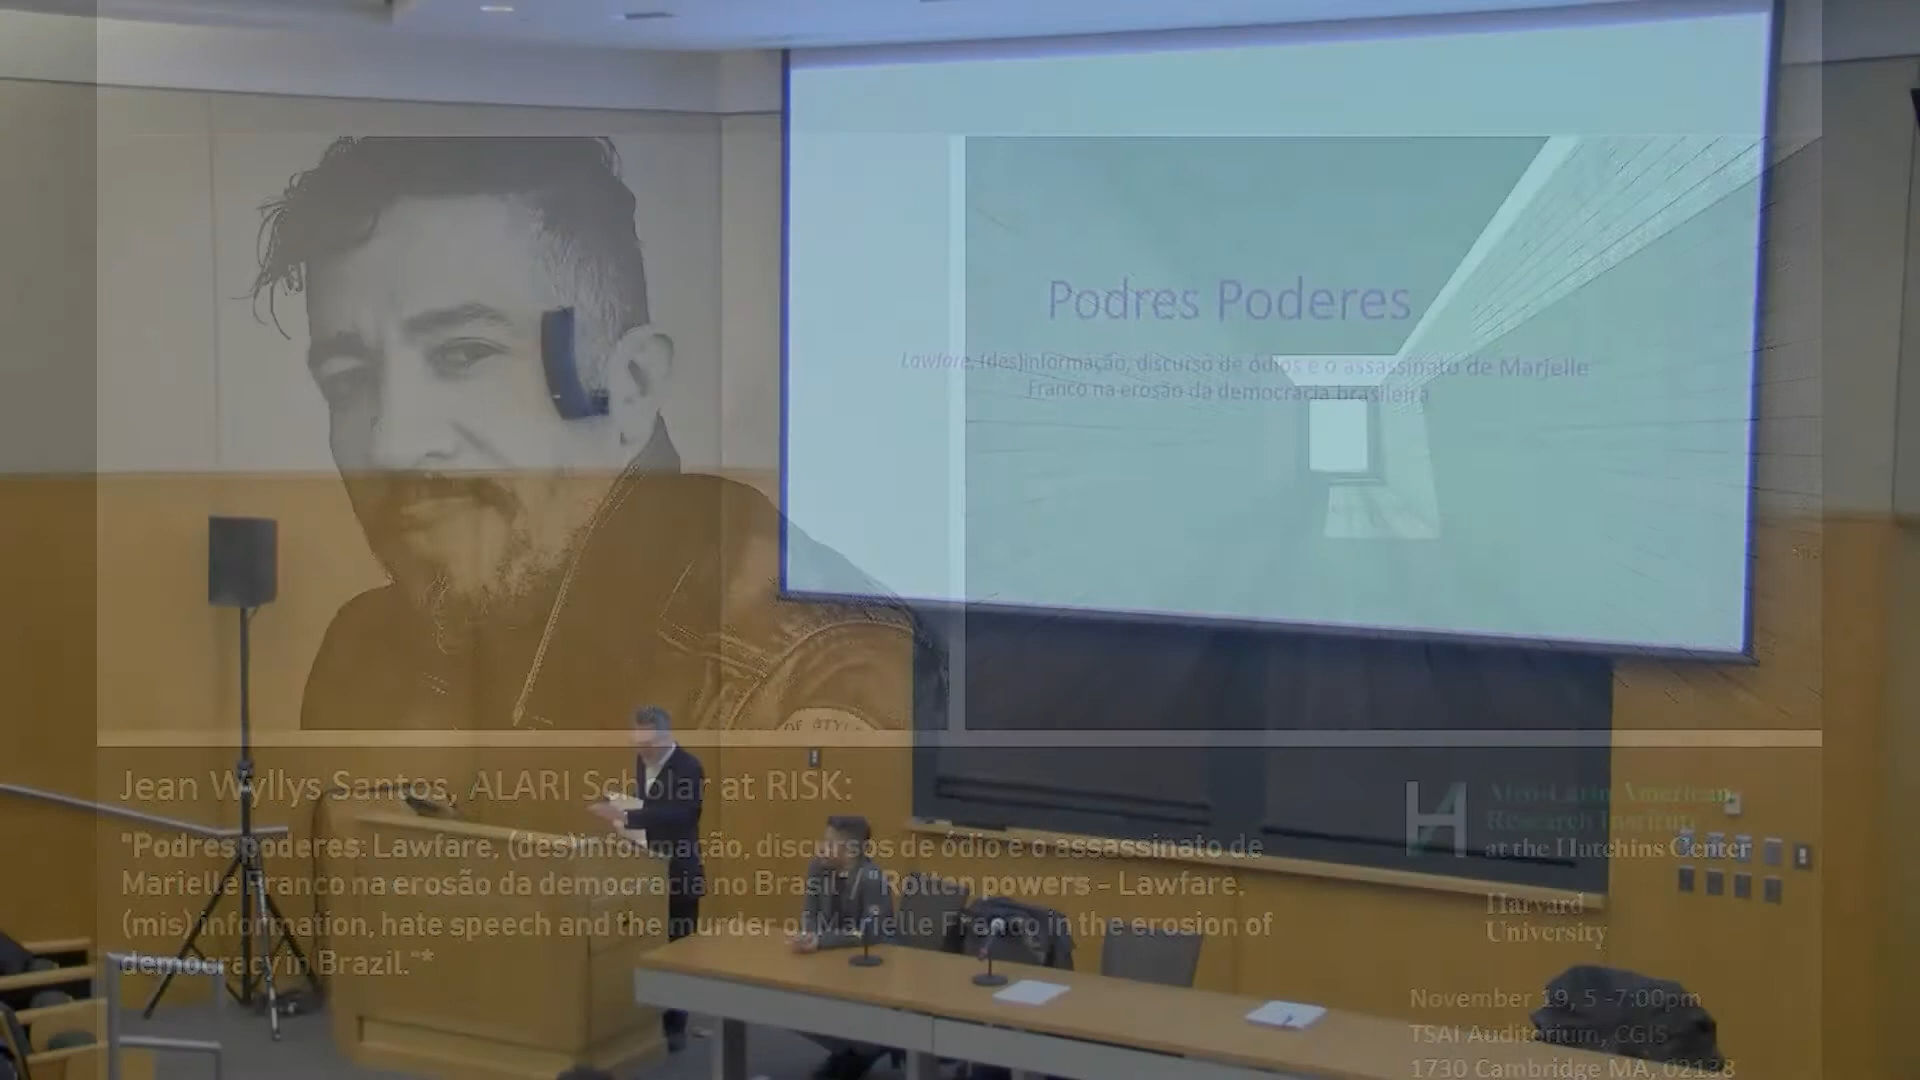 Podres Poderes
Lawfare, (des)informação, discurso de ódios e o assassinato de Marielle
Franco na erosão da democracia brasileira
Jean Wyllys Santos, ALARI Scholar at RISK:
"Podres poderes: Lawfare, (des)informação, discursos de ódio e o assassinato de
Marielle Franco na erosão da democracia no Brasil" Rotten powers - Lawfare,
(mis) information, hate speech and the murder of Marielle Franco in the erosion of
democracy in Brazil."*
Afro-Latin American
Research Institute
at the Hutchins Center
Harvard
University
November 19, 5 -7:00pm
TSAI Auditorium, CGIS
1730 Cambridge MA, 02138